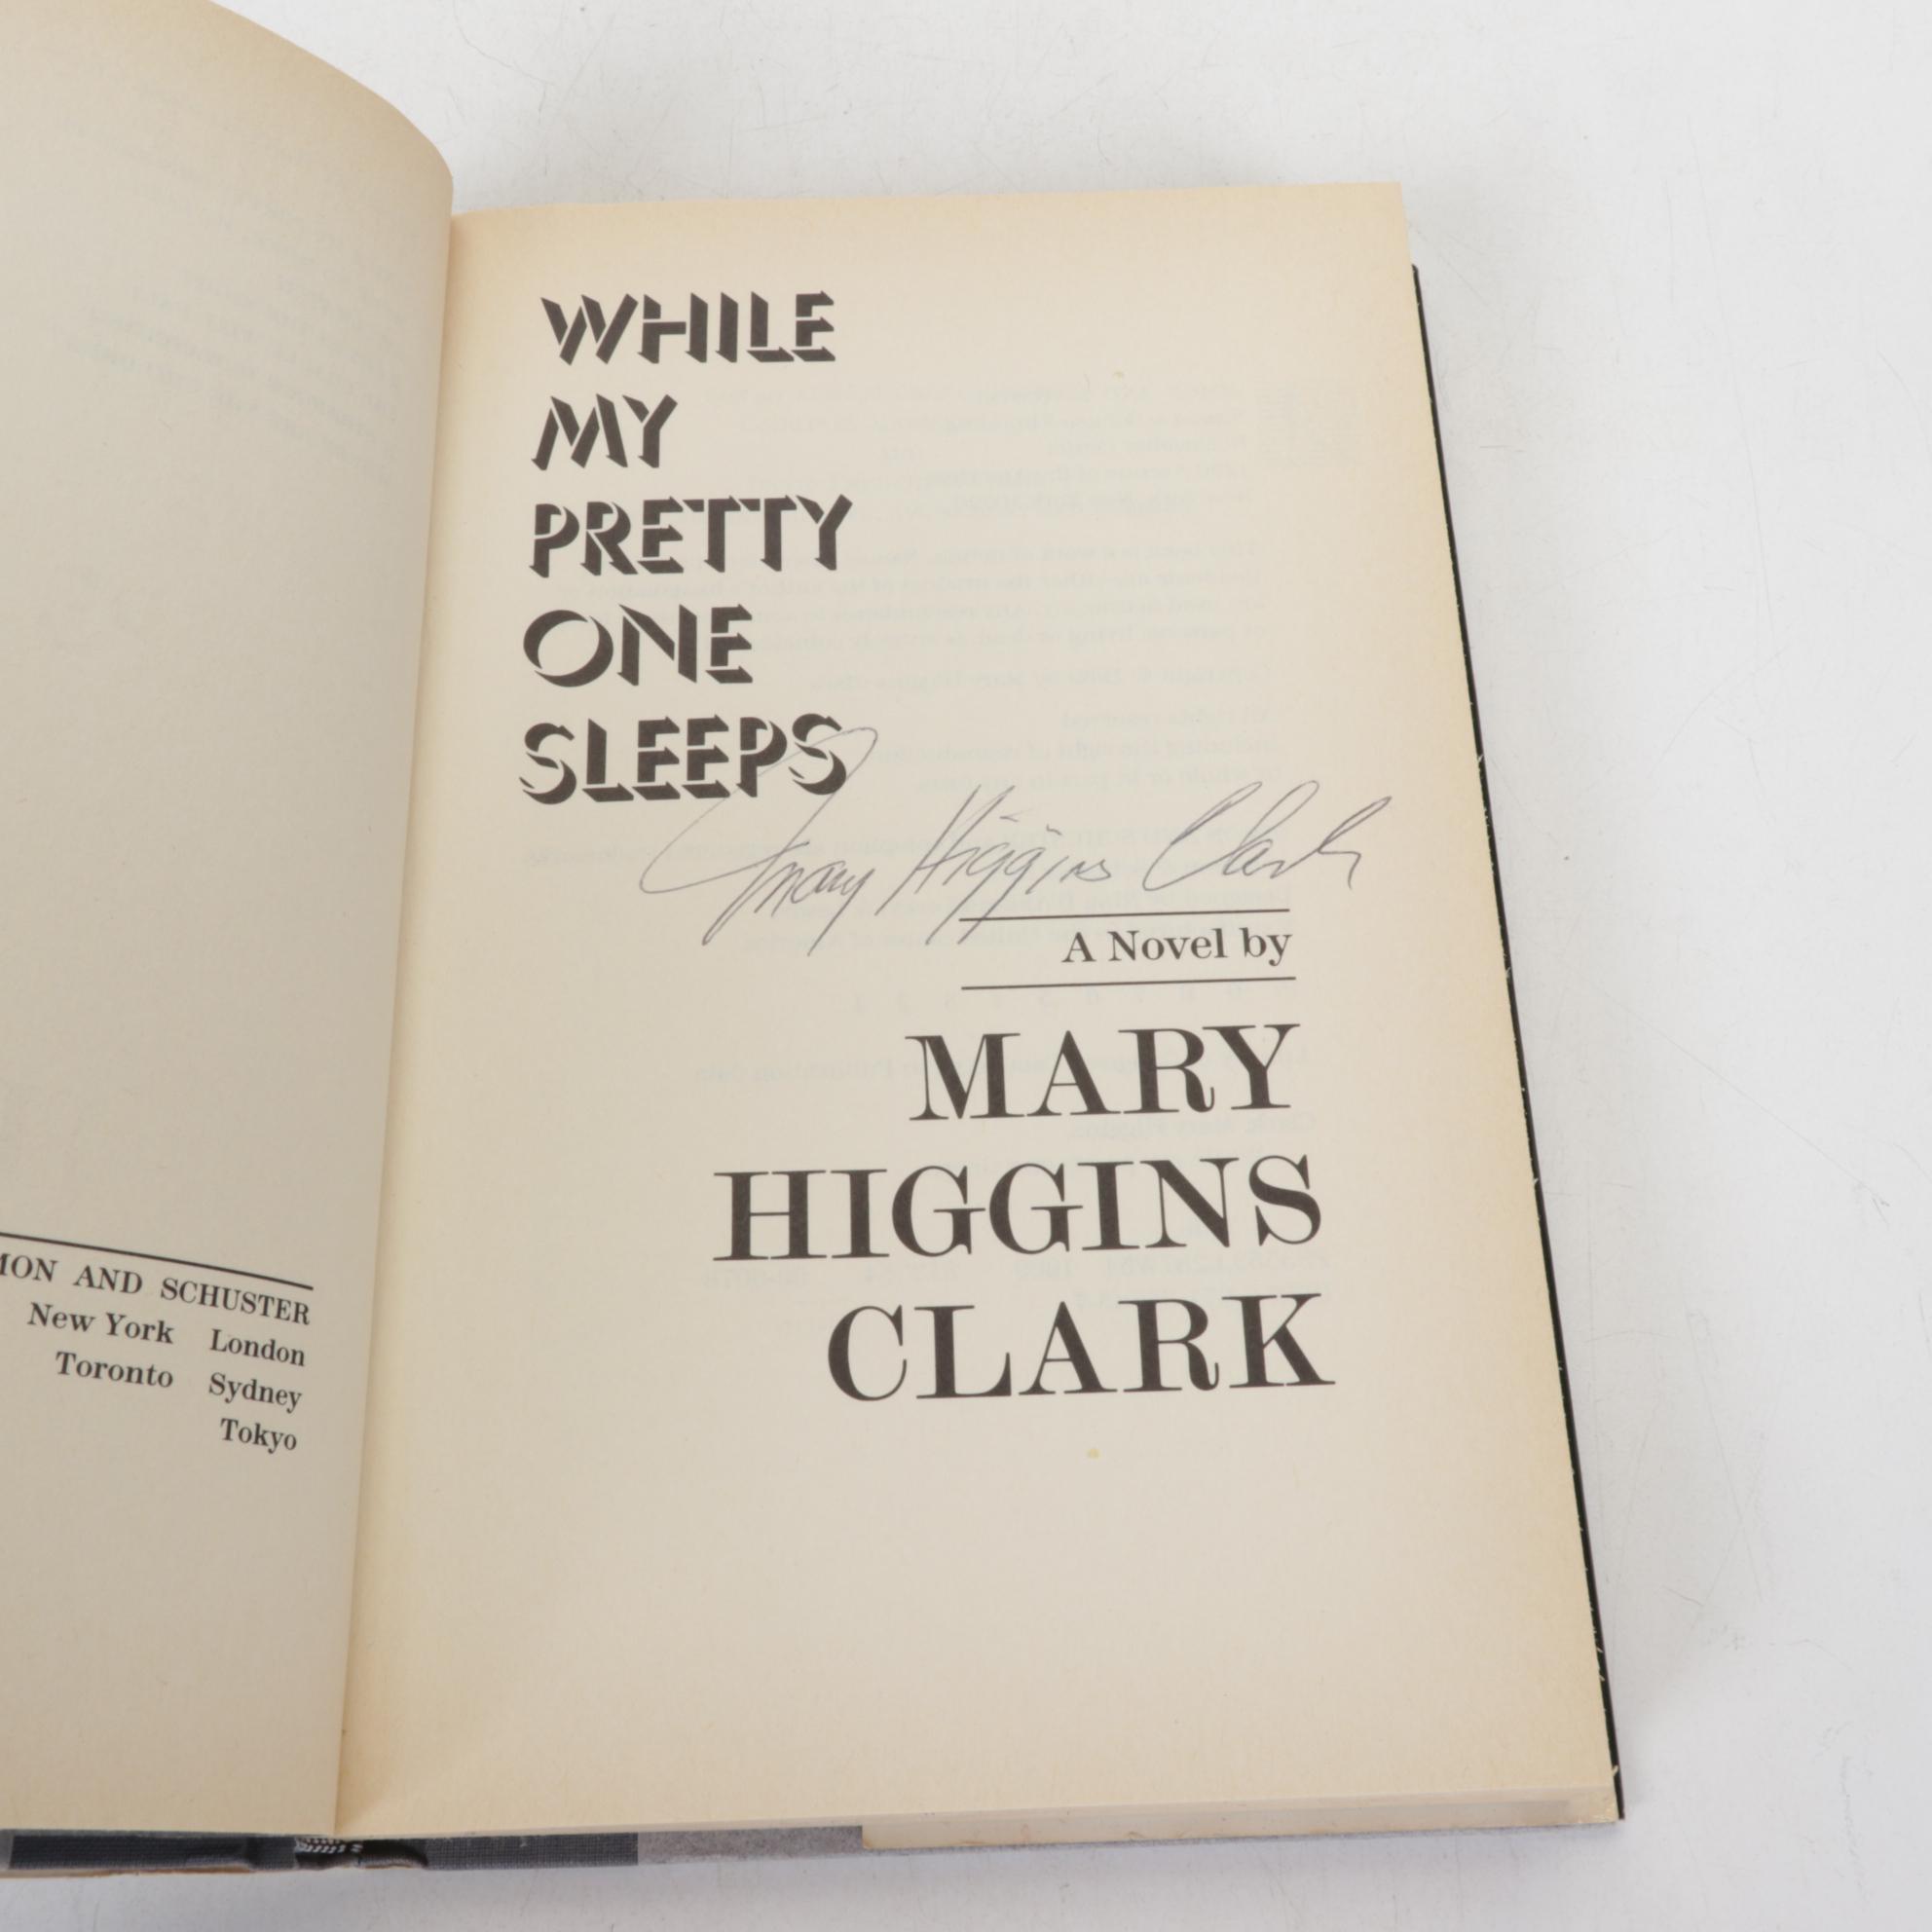 MON AND SCHUSTER
New York London
Toronto Sydney
Tokyo
WHILE
MY
PRETTY
ONE
SLEEPS
Mary Higgins Clark
A Novel by
MARY
HIGGINS
CLARK